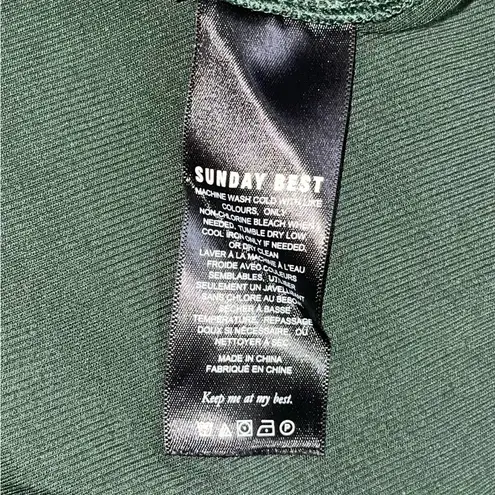 SUNDAY BEST
MACHINE WASH COLD WITH LIKE
COLOURS, ONLY
NON-CHLORINE BLEACH WHEN
NEEDED, TUMBLE DRY LOW
COOL IRON ONLY IF NEEDED,
OR DRY CLEAN
LAVER À LA MACHINE À L'EAU
FROIDE AVEC COULEURS
SEMBLABLES, UTILISER
SEULEMENT UN JAVELLISANT
SANS CHLORE AU BESOIN
SÉCHER À BASSE
TEMPÉRATURE, REPASSAGE
DOUX SI NÉCESSAIRE, OU
NETTOYER À SEC
MADE IN CHINA
FABRIQUÉ EN CHINE
Keep me at my best.